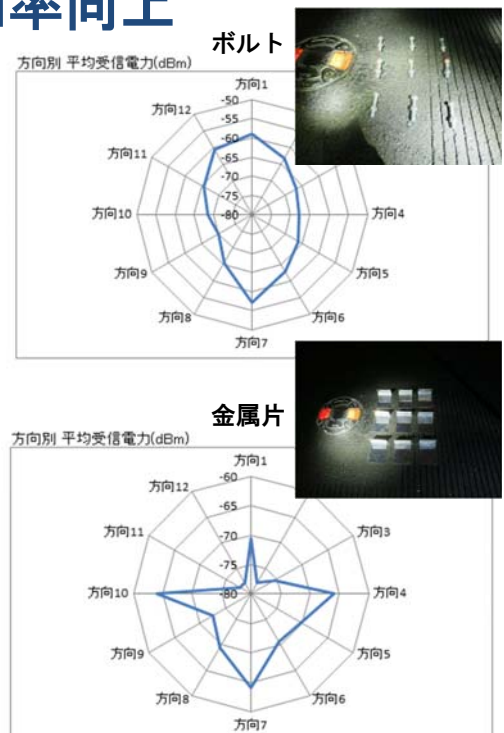 率向上
ボルト
方向別 平均受信電力(dBm)
方向1
-50
方向12
-55
-60
方向11
-65
-70
-75
方向10
-80
方向4
方向9
方向5
方向8
方向6
方向7
金属片
方向別 平均受信電力(dBm)
方向1
-60
方向12
-65
方向11
方向3
-70
-75
方向10
-80
方向4
方向9
方向5
方向8
方向6
方向7